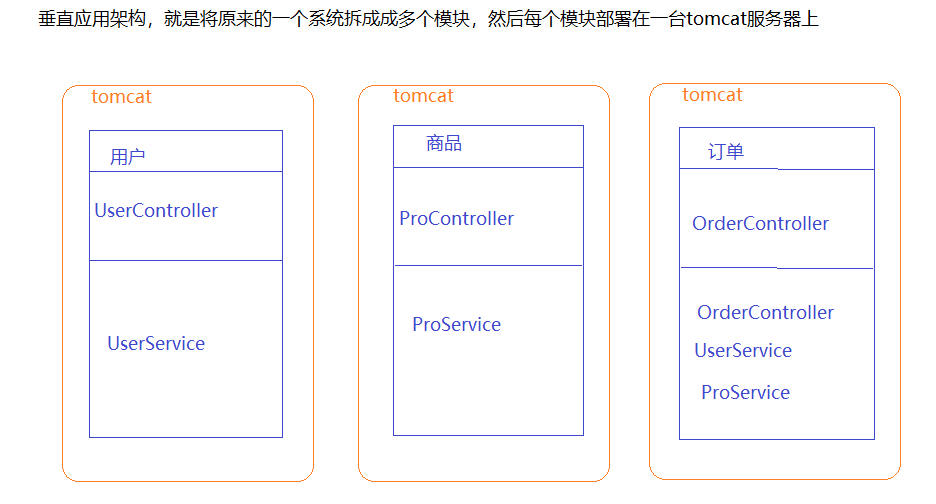 垂直应用架构，就是将原来的一个系统拆成成多个模块，然后每个模块部署在一台tomcat服务器上
tomcat
用户
UserController
UserService
tomcat
商品
ProController
ProService
tomcat
订单
OrderController
OrderController
UserService
ProService